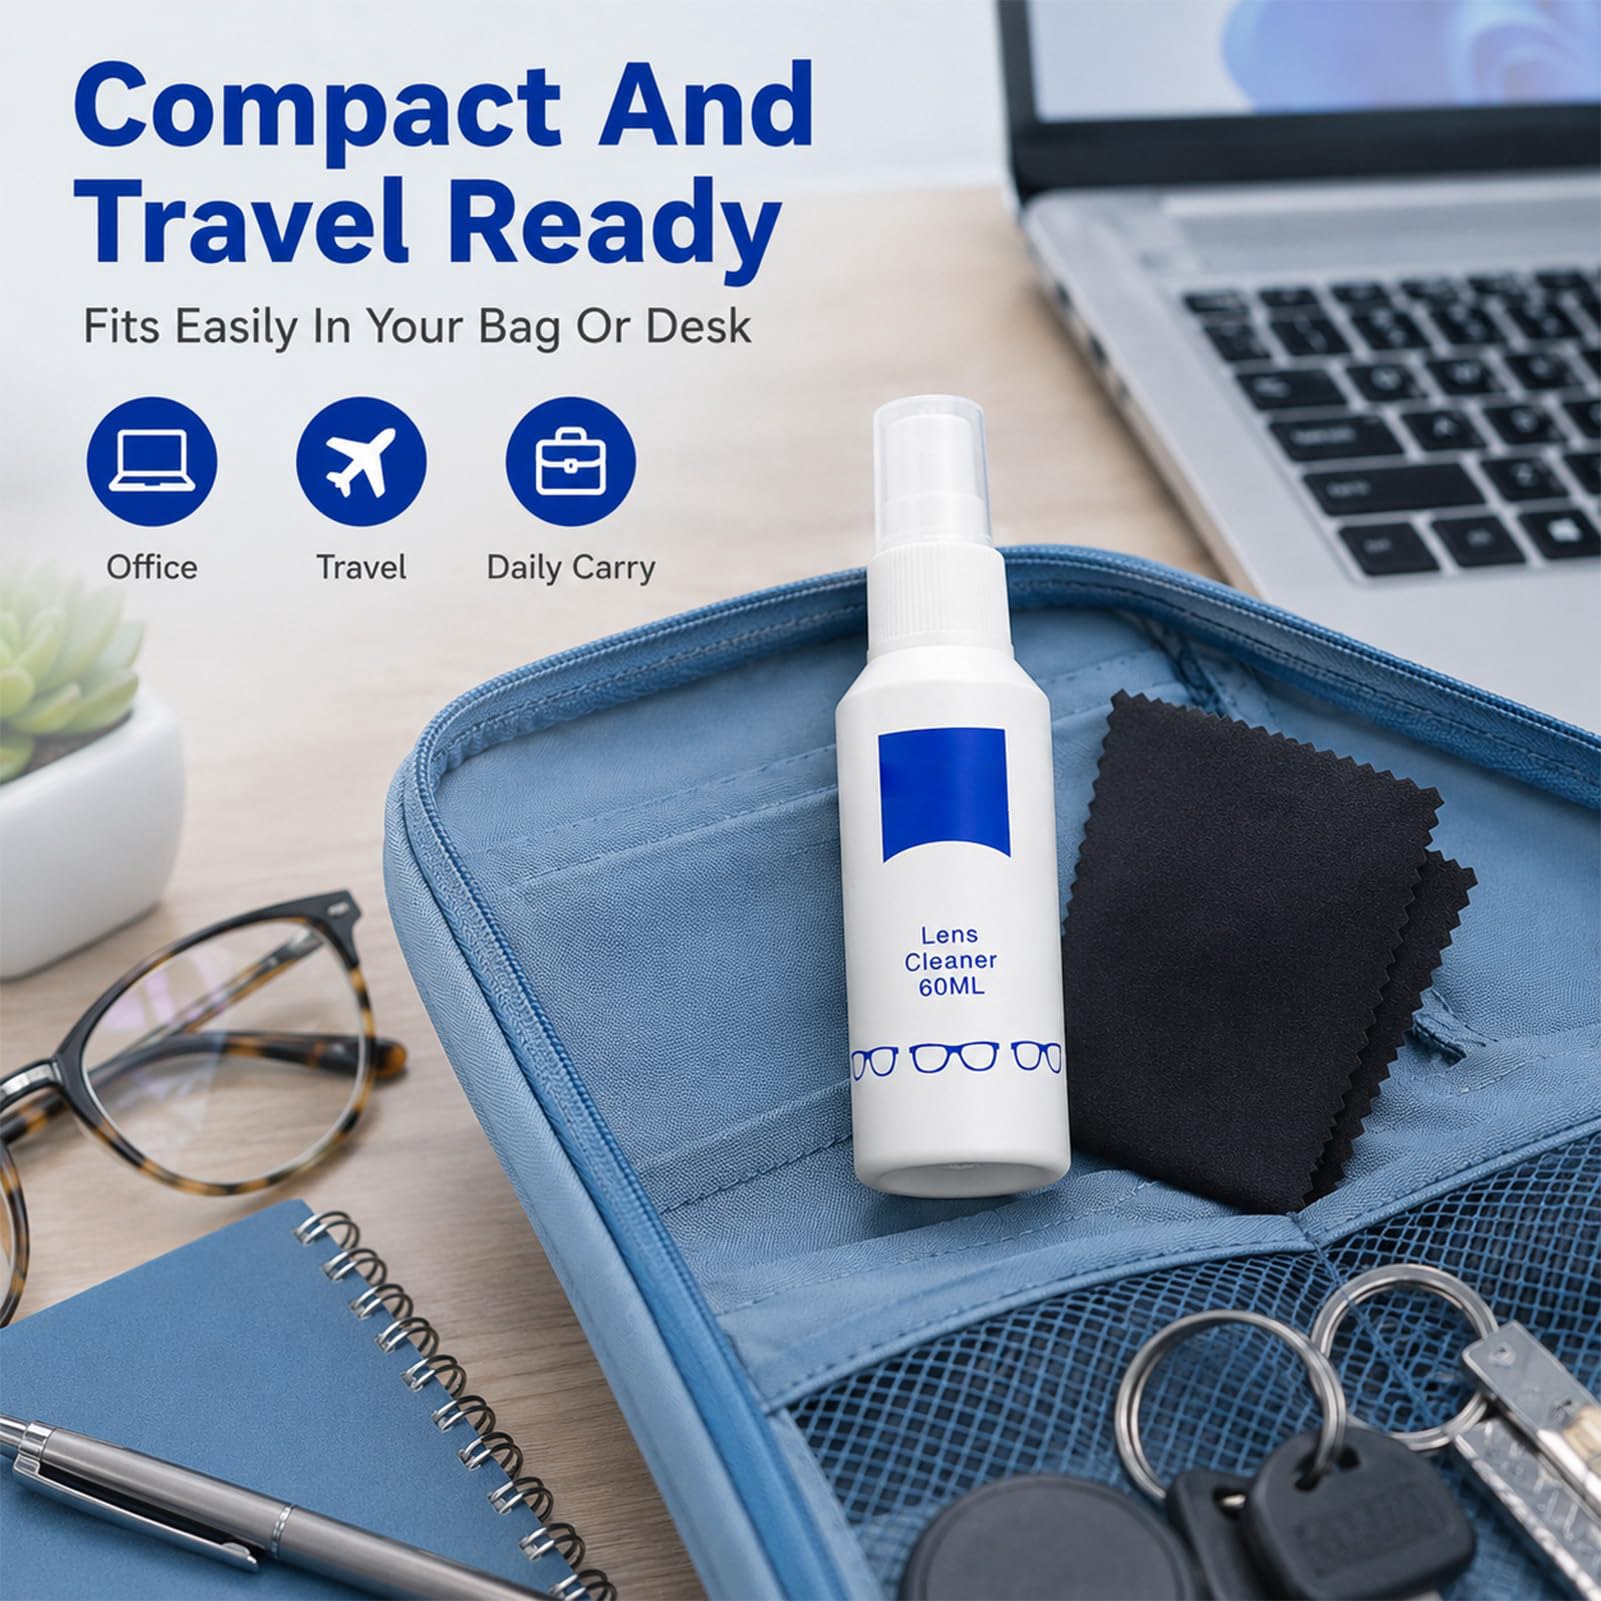 Compact And
Travel Ready
Fits Easily In Your Bag Or Desk
Office
Travel
Daily Carry
Lens
Cleaner
60ML